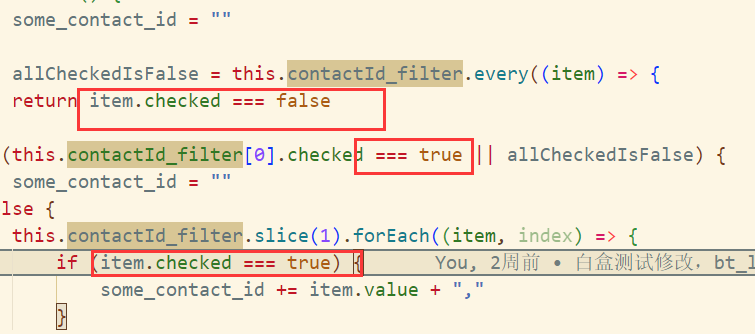 some_contact_id = ""
allCheckedIsFalse = this.contactId_filter.every((item) => {
return item.checked === false
(this.contactId_filter[0].checked === true || allCheckedIsFalse) {
some_contact_id = ""
lse {
this.contactId_filter.slice(1).forEach((item, index) => {
if (item.checked === true) { You, 2周前 • 白盒测试修改，bt_l
some_contact_id += item.value + ","
}